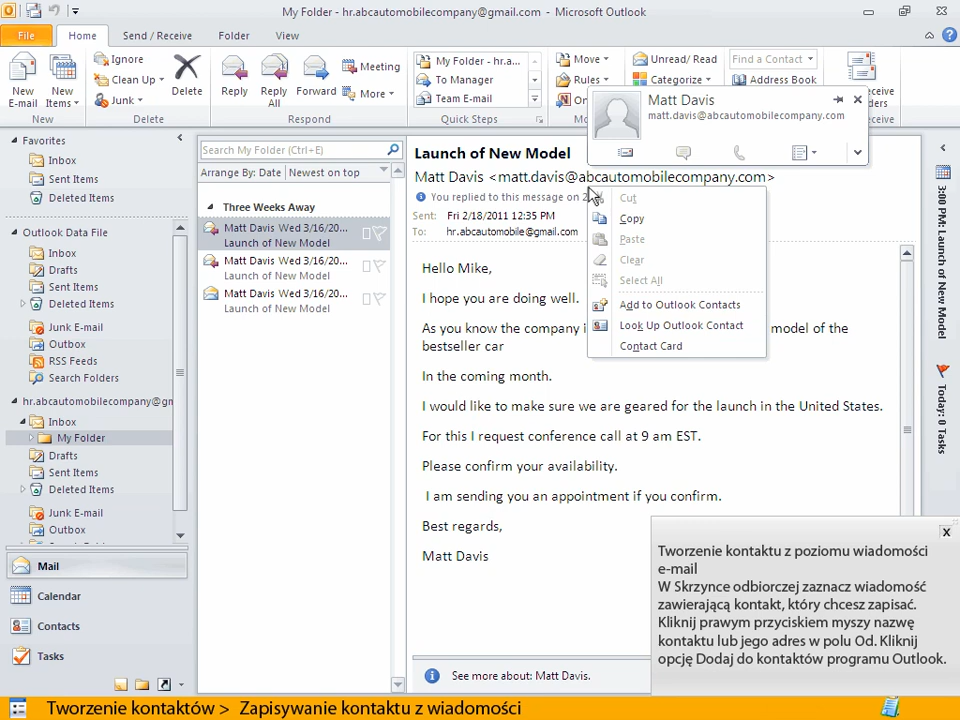 My Folder - hr.abcautomobilecompany@gmail.com - Microsoft Outlook
File Home Send / Receive Folder View
New E-mail
New Items
New
Ignore
Clean Up
Junk
Delete
Delete
Reply
Reply All
Forward
Meeting
More
Respond
My Folder - hr.a...
To Manager
Team E-mail
Quick Steps
Move
Rules
Unread/ Read
Categorize
Find a Contact
Address Book
Favorites
Inbox
Sent Items
Deleted Items
Outlook Data File
Inbox
Drafts
Sent Items
Deleted Items
Junk E-mail
Outbox
RSS Feeds
Search Folders
hr.abcautomobilecompany@gm
Inbox
My Folder
Drafts
Sent Items
Deleted Items
Junk E-mail
Outbox
Mail
Calendar
Contacts
Tasks
Search My Folder (Ctrl+E)
Arrange By: Date Newest on top
Three Weeks Away
Matt Davis Wed 3/16/20...
Launch of New Model
Matt Davis Wed 3/16/20...
Launch of New Model
Matt Davis Wed 3/16/20...
Launch of New Model
Matt Davis
matt.davis@abcautomobilecompany.com
Launch of New Model
Matt Davis <matt.davis@abcautomobilecompany.com>
You replied to this message on 2
Sent: Fri 2/18/2011 12:35 PM
To: hr.abcautomobile@gmail.com
Cut
Copy
Paste
Clear
Select All
Add to Outlook Contacts
Look Up Outlook Contact
Contact Card
Hello Mike,
I hope you are doing well.
As you know the company i model of the
bestseller car
In the coming month.
I would like to make sure we are geared for the launch in the United States.
For this I request conference call at 9 am EST.
Please confirm your availability.
I am sending you an appointment if you confirm.
Best regards,
Matt Davis
See more about: Matt Davis.
3:00 PM: Launch of New Model
Today: 0 Tasks
X
Tworzenie kontaktu z poziomu wiadomości
e-mail
W Skrzynce odbiorczej zaznacz wiadomość
zawierającą kontakt, który chcesz zapisać.
Kliknij prawym przyciskiem myszy nazwę
kontaktu lub jego adres w polu Od. Kliknij
opcję Dodaj do kontaktów programu Outlook.
Tworzenie kontaktów > Zapisywanie kontaktu z wiadomości